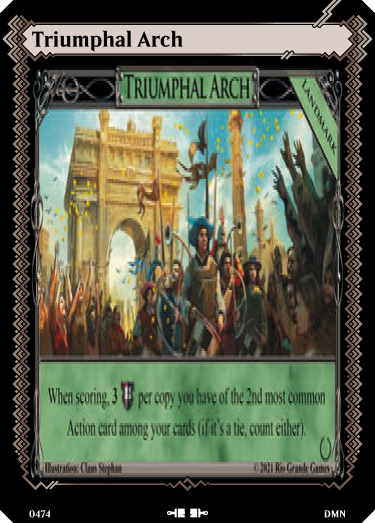 Triumphal Arch
TRIUMPHAL ARCH
LANDMARK
When scoring, 3 per copy you have of the 2nd most common
Action card among your cards (if it's a tie, count either).
Illustration: Claus Stephan © 2021 Rio Grande Games
0474 DMN